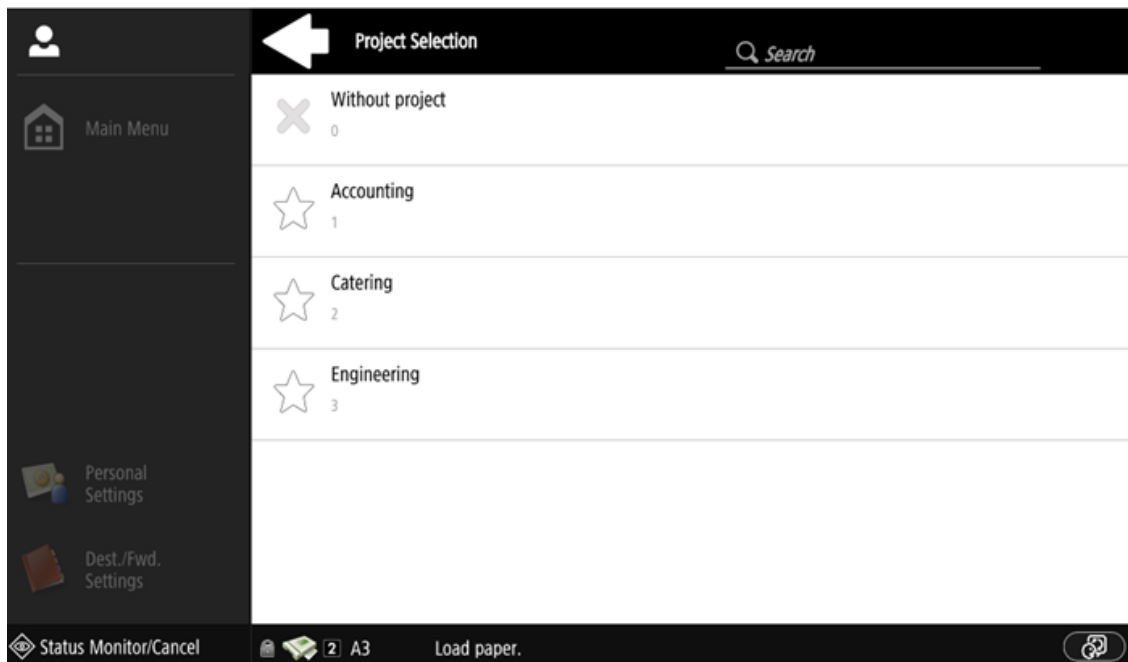 Project Selection
Search
Main Menu
Without project
0
Accounting
1
Catering
2
Engineering
3
Personal
Settings
Dest./Fwd.
Settings
Status Monitor/Cancel
2 A3 Load paper.